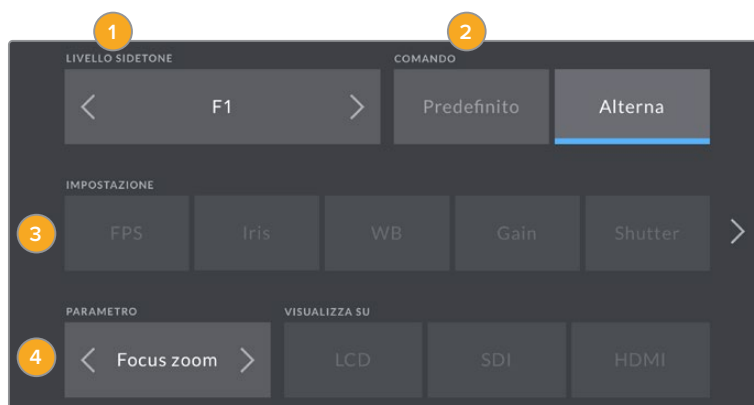 1 2
LIVELLO SIDETONE COMANDO
F1 Predefinito Alterna
IMPOSTAZIONE
3 FPS Iris WB Gain Shutter
PARAMETRO VISUALIZZA SU
4 Focus zoom LCD SDI HDMI